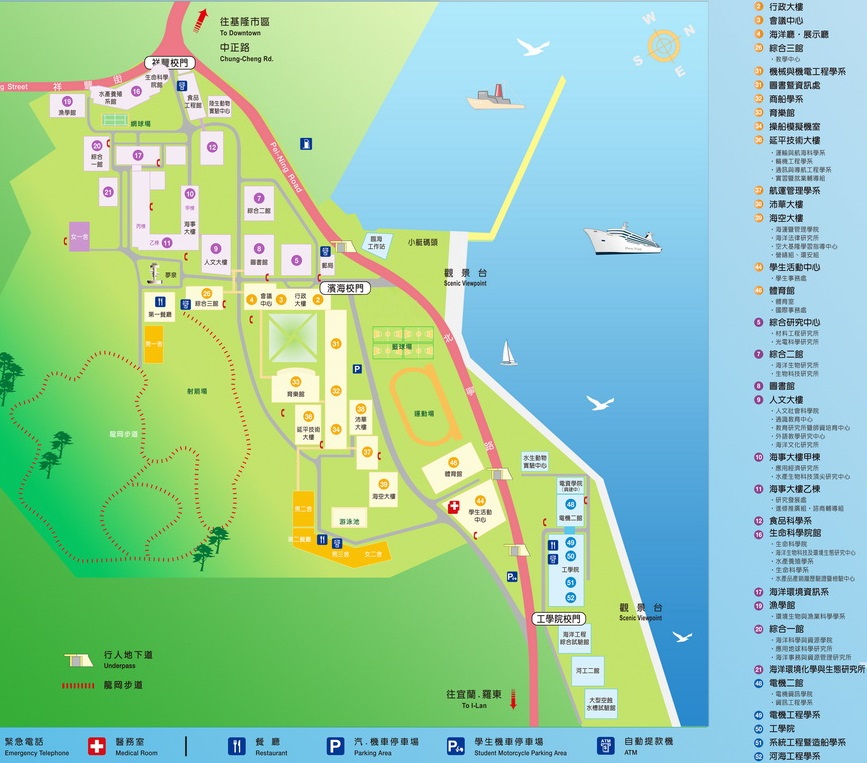 往基隆市區
To Downtown
中正路
Chung-Cheng Rd.
祥豐校門
g Street
祥豐街
Pei-Ning Road
北寧路
生命科學院館
水產養殖系館
16
19
漁學館
食品工程館
陸生動物實驗中心
網球場
20
綜合一館
17
12
21
10
甲棟
海事大樓
丙棟
乙棟
11
7
綜合二館
9
人文大樓
8
圖書館
5
郵局
臨海工作站
小艇碼頭
女一舍
夢泉
濱海校門
觀景台
Scenic Viewpoint
第一餐廳
綜合三館
4
會議中心
3
行政大樓
2
31
32
33
育樂館
34
36
延平技術大樓
38
沛華大樓
37
39
海空大樓
籃球場
運動場
射箭場
龍岡步道
46
體育館
44
學生活動中心
游泳池
男二舍
第二餐廳
男三舍
女二舍
水生動物實驗中心
電資學院
48
電機二館
49
50
工學院
51
52
工學院校門
觀景台
Scenic Viewpoint
海洋工程綜合試驗館
河工二館
大型空蝕水槽試驗館
往宜蘭．羅東
To I-Lan
行人地下道
Underpass
龍岡步道
N
W
S
E
緊急電話
Emergency Telephone
醫務室
Medical Room
餐廳
Restaurant
汽．機車停車場
Parking Area
學生機車停車場
Student Motorcycle Parking Area
自動提款機
ATM
2 行政大樓
3 會議中心
4 海洋廳．展示廳
綜合三館
．教學中心
31 機械與機電工程學系
圖書暨資訊處
32 商船學系
33 育樂館
34 操船模擬機室
延平技術大樓
．運輸與航海科學系
．輪機工程學系
．通訊與導航工程學系
．實習暨就業輔導組
37 航運管理學系
38 沛華大樓
39 海空大樓
．海運暨管理學院
．海洋法律研究所
．空大基隆學習指導中心
．營繕組、環安組
44 學生活動中心
．學生事務處
46 體育館
．體育室
．國際事務處
5 綜合研究中心
．材料工程研究所
．光電科學研究所
7 綜合二館
．海洋生物研究所
．生物科技研究所
8 圖書館
9 人文大樓
．人文社會科學院
．通識教育中心
．教育研究所暨師資培育中心
．外語教學研究中心
．海洋文化研究所
10 海事大樓甲棟
．應用經濟研究所
．水產生物科技頂尖研究中心
11 海事大樓乙棟
．研究發展處
．進修推廣組、諮商輔導組
12 食品科學系
16 生命科學院館
．生命科學院
．海洋生物科技及環境生態研究中心
．水產養殖學系
．生命科學系
．水產品產銷履歷驗證暨檢驗中心
17 海洋環境資訊系
19 漁學館
．環境生物與漁業科學學系
20 綜合一館
．海洋科學與資源學院
．應用地球科學研究所
．海洋事務與資源管理研究所
21 海洋環境化學與生態研究所
48 電機二館
．電機資訊學院
．資訊工程學系
49 電機工程學系
50 工學院
51 系統工程暨造船學系
52 河海工程學系